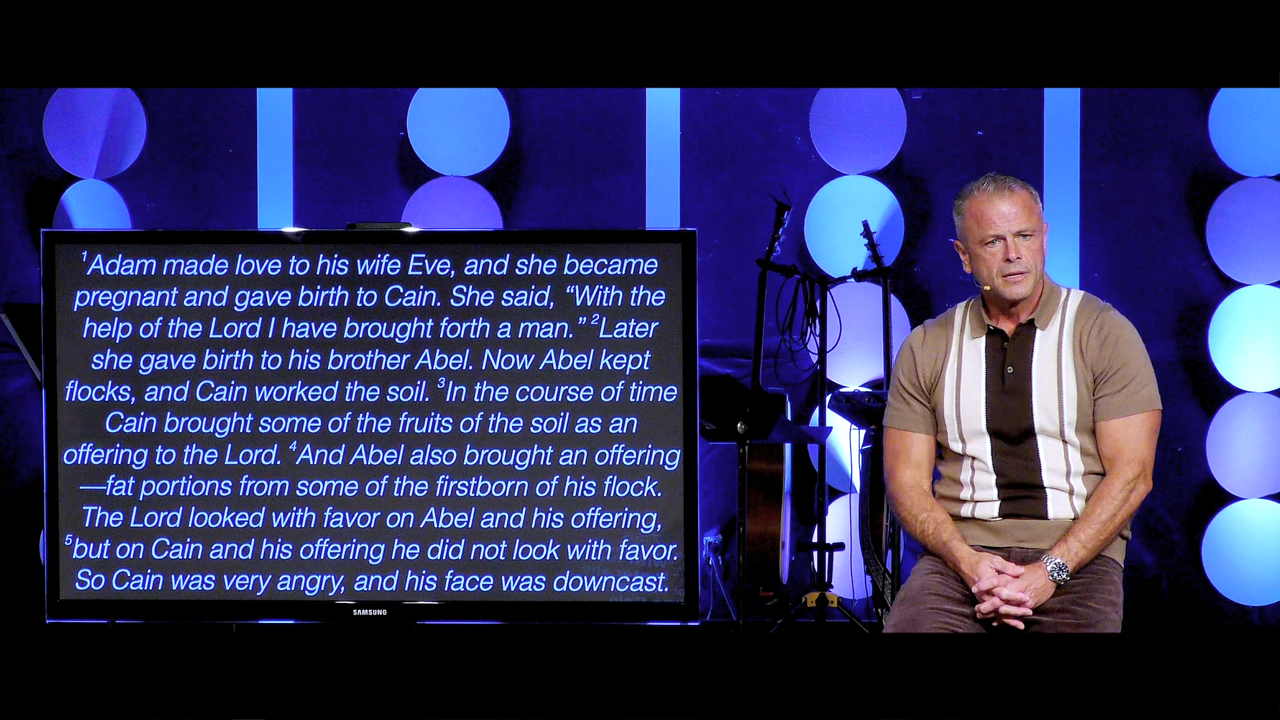 ¹Adam made love to his wife Eve, and she became
pregnant and gave birth to Cain. She said, “With the
help of the Lord I have brought forth a man.” ²Later
she gave birth to his brother Abel. Now Abel kept
flocks, and Cain worked the soil. ³In the course of time
Cain brought some of the fruits of the soil as an
offering to the Lord. ⁴And Abel also brought an offering
—fat portions from some of the firstborn of his flock.
The Lord looked with favor on Abel and his offering,
⁵but on Cain and his offering he did not look with favor.
So Cain was very angry, and his face was downcast.
SAMSUNG